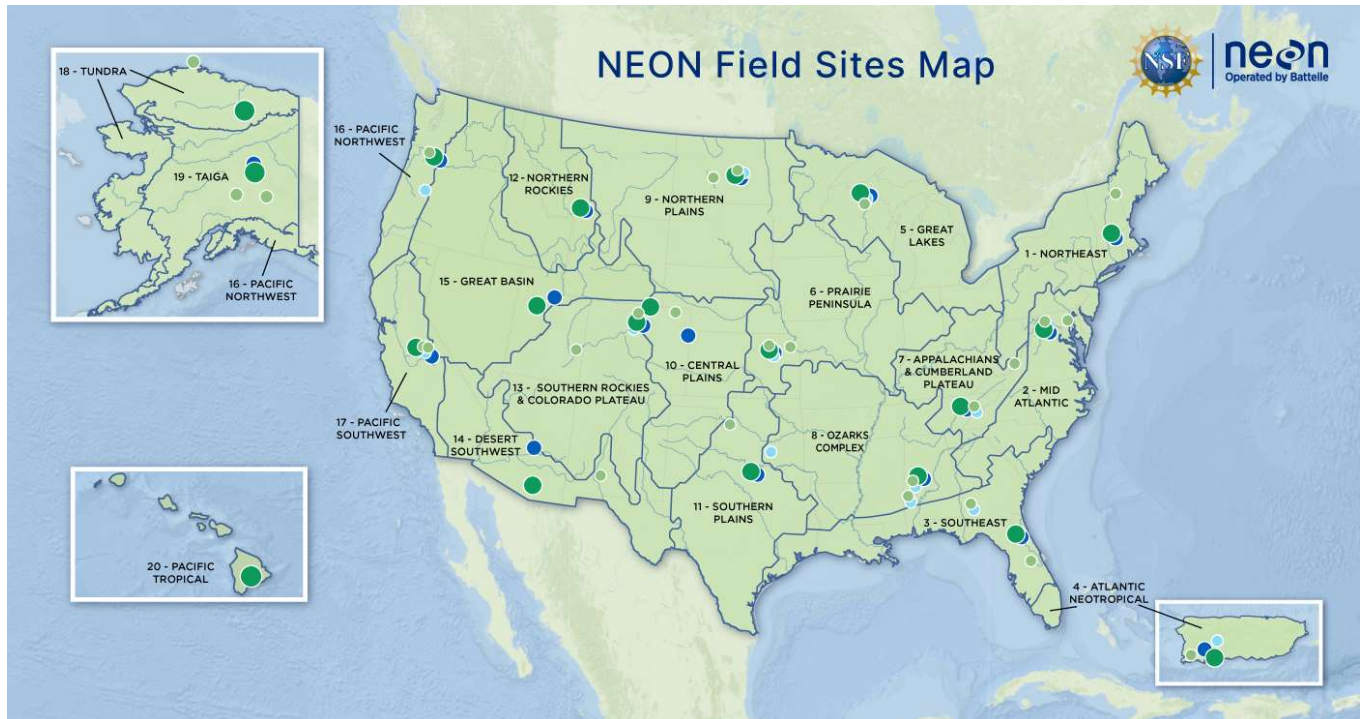 NEON Field Sites Map
NSF
neon
Operated by Battelle
18 - TUNDRA
19 - TAIGA
16 - PACIFIC
NORTHWEST
16 - PACIFIC
NORTHWEST
12 - NORTHERN
ROCKIES
9 - NORTHERN
PLAINS
5 - GREAT
LAKES
1 - NORTHEAST
15 - GREAT BASIN
6 - PRAIRIE
PENINSULA
10 - CENTRAL
PLAINS
7 - APPALACHIANS
& CUMBERLAND
PLATEAU
2 - MID
ATLANTIC
13 - SOUTHERN ROCKIES
& COLORADO PLATEAU
17 - PACIFIC
SOUTHWEST
14 - DESERT
SOUTHWEST
8 - OZARKS
COMPLEX
11 - SOUTHERN
PLAINS
3 - SOUTHEAST
20 - PACIFIC
TROPICAL
4 - ATLANTIC
NEOTROPICAL